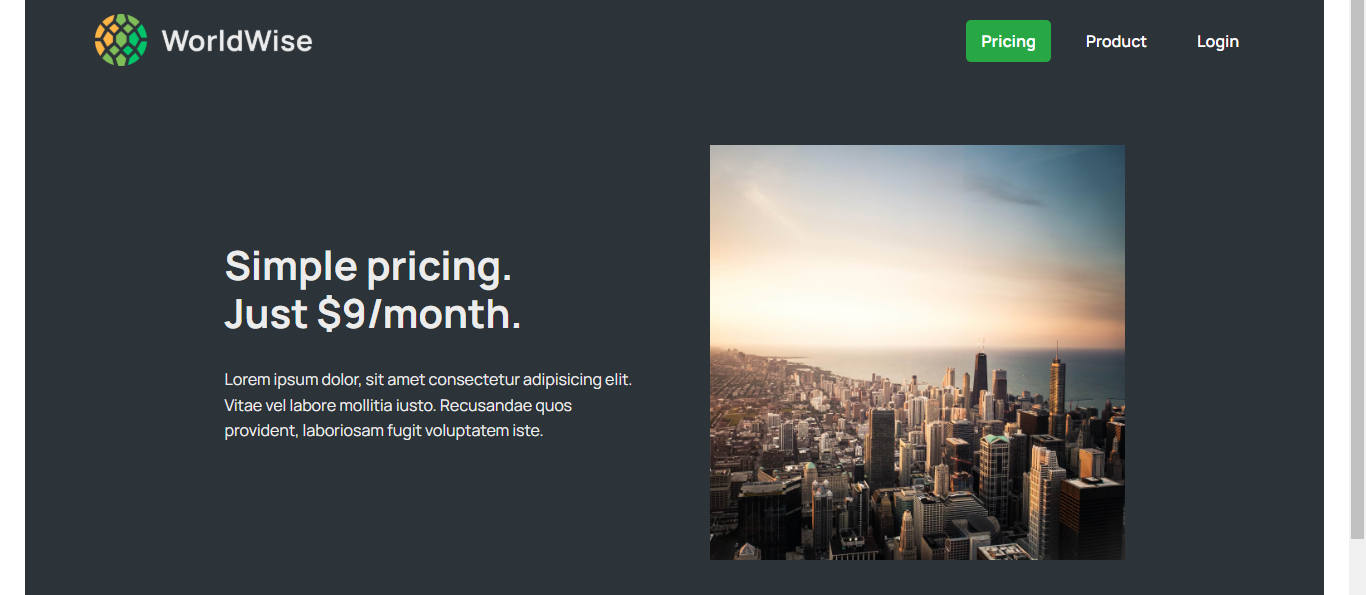 WorldWise
Pricing
Product
Login
Simple pricing.
Just $9/month.
Lorem ipsum dolor, sit amet consectetur adipisicing elit.
Vitae vel labore mollitia iusto. Recusandae quos
provident, laboriosam fugit voluptatem iste.